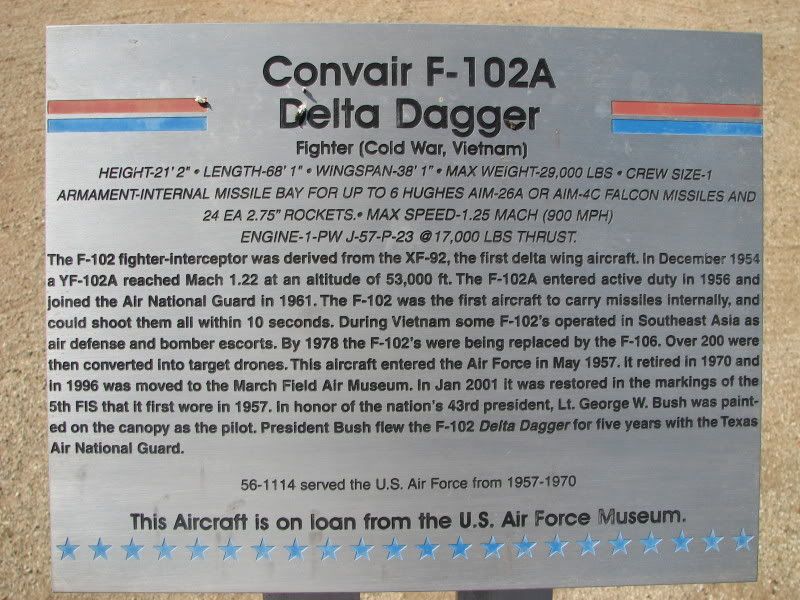 Convair F-102A
Delta Dagger
Fighter (Cold War, Vietnam)
HEIGHT-21' 2" • LENGTH-68' 1" • WINGSPAN-38' 1" • MAX WEIGHT-29,000 LBS • CREW SIZE-1
ARMAMENT-INTERNAL MISSILE BAY FOR UP TO 6 HUGHES AIM-26A OR AIM-4C FALCON MISSILES AND
24 EA 2.75" ROCKETS.• MAX SPEED-1.25 MACH (900 MPH)
ENGINE-1-PW J-57-P-23 @17,000 LBS THRUST.
The F-102 fighter-interceptor was derived from the XF-92, the first delta wing aircraft. In December 1954
a YF-102A reached Mach 1.22 at an altitude of 53,000 ft. The F-102A entered active duty in 1956 and
joined the Air National Guard in 1961. The F-102 was the first aircraft to carry missiles internally, and
could shoot them all within 10 seconds. During Vietnam some F-102's operated in Southeast Asia as
air defense and bomber escorts. By 1978 the F-102's were being replaced by the F-106. Over 200 were
then converted into target drones. This aircraft entered the Air Force in May 1957. It retired in 1970 and
in 1996 was moved to the March Field Air Museum. In Jan 2001 it was restored in the markings of the
5th FIS that it first wore in 1957. In honor of the nation's 43rd president, Lt. George W. Bush was paint-
ed on the canopy as the pilot. President Bush flew the F-102 Delta Dagger for five years with the Texas
Air National Guard.
56-1114 served the U.S. Air Force from 1957-1970
This Aircraft is on loan from the U.S. Air Force Museum.